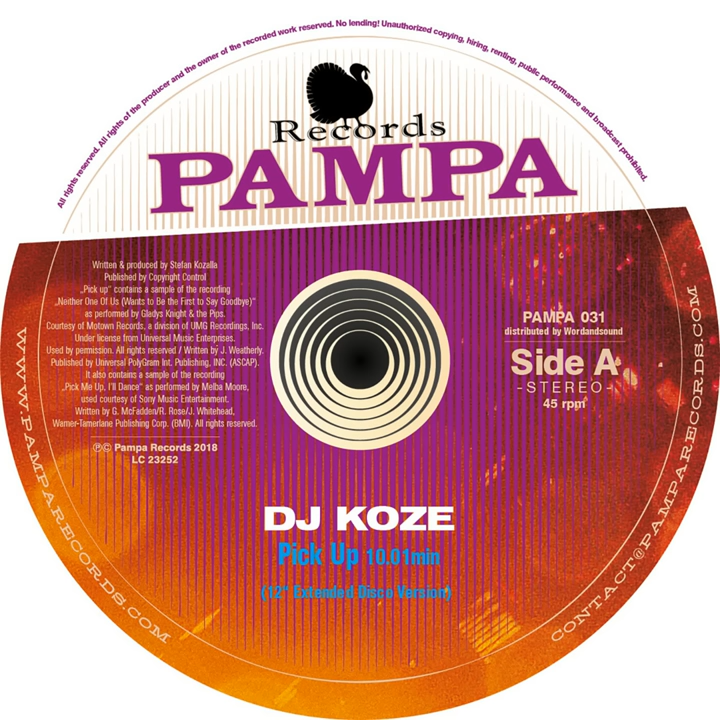 All rights reserved. All rights of the producer and the owner of the recorded work reserved. No lending! Unauthorized copying, hiring, renting, public performance and broadcast prohibited.
Records
PAMPA
Written & produced by Stefan Kozalla
Published by Copyright Control
„Pick up" contains a sample of the recording
„Neither One Of Us (Wants to Be the First to Say Goodbye)"
as performed by Gladys Knight & the Pips.
Courtesy of Motown Records, a division of UMG Recordings, Inc.
Under license from Universal Music Enterprises.
Used by permission. All rights reserved / Written by J. Weatherly.
Published by Universal PolyGram Int. Publishing, INC. (ASCAP).
It also contains a sample of the recording
„Pick Me Up, I'll Dance" as performed by Melba Moore,
used courtesy of Sony Music Entertainment.
Written by G. McFadden/R. Rose/J. Whitehead,
Warner-Tamerlane Publishing Corp. (BMI). All rights reserved.
ⓅⒸ Pampa Records 2018
LC 23252
PAMPA 031
distributed by Wordandsound
Side A
-STEREO-
45 rpm
DJ KOZE
Pick Up 10.01min
(12" Extended Disco Version)
WWW.PAMPARECORDS.COM
CONTACT@PAMPARECORDS.COM